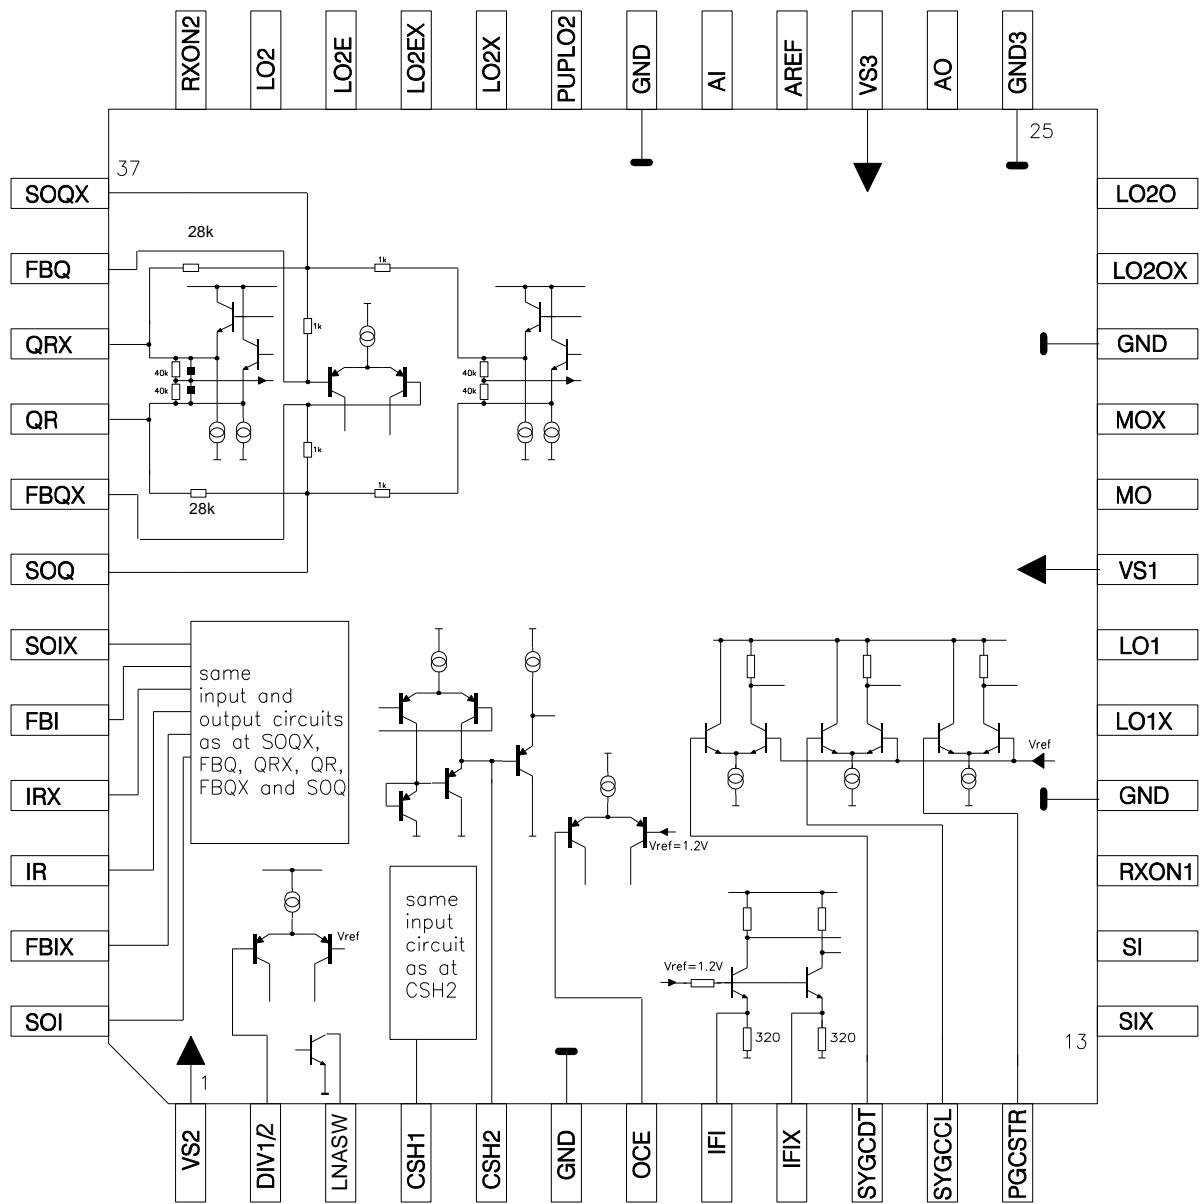 RXON2
LO2
LO2E
LO2EX
LO2X
PUPLO2
GND
AI
AREF
VS3
AO
GND3
37
25
SOQX
FBQ
QRX
QR
FBQX
SOQ
SOIX
FBI
IRX
IR
FBIX
SOI
28k
1k
1k
40k
40k
40k
40k
1k
1k
28k
same
input and
output circuits
as at SOQX,
FBQ, QRX, QR,
FBQX and SOQ
Vref
same
input
circuit
as at
CSH2
Vref=1.2V
Vref
Vref=1.2V
320
320
LO2O
LO2OX
GND
MOX
MO
VS1
LO1
LO1X
GND
RXON1
SI
SIX
13
1
VS2
DIV1/2
LNASW
CSH1
CSH2
GND
OCE
IFI
IFIX
SYGCDT
SYGCCL
PGCSTR